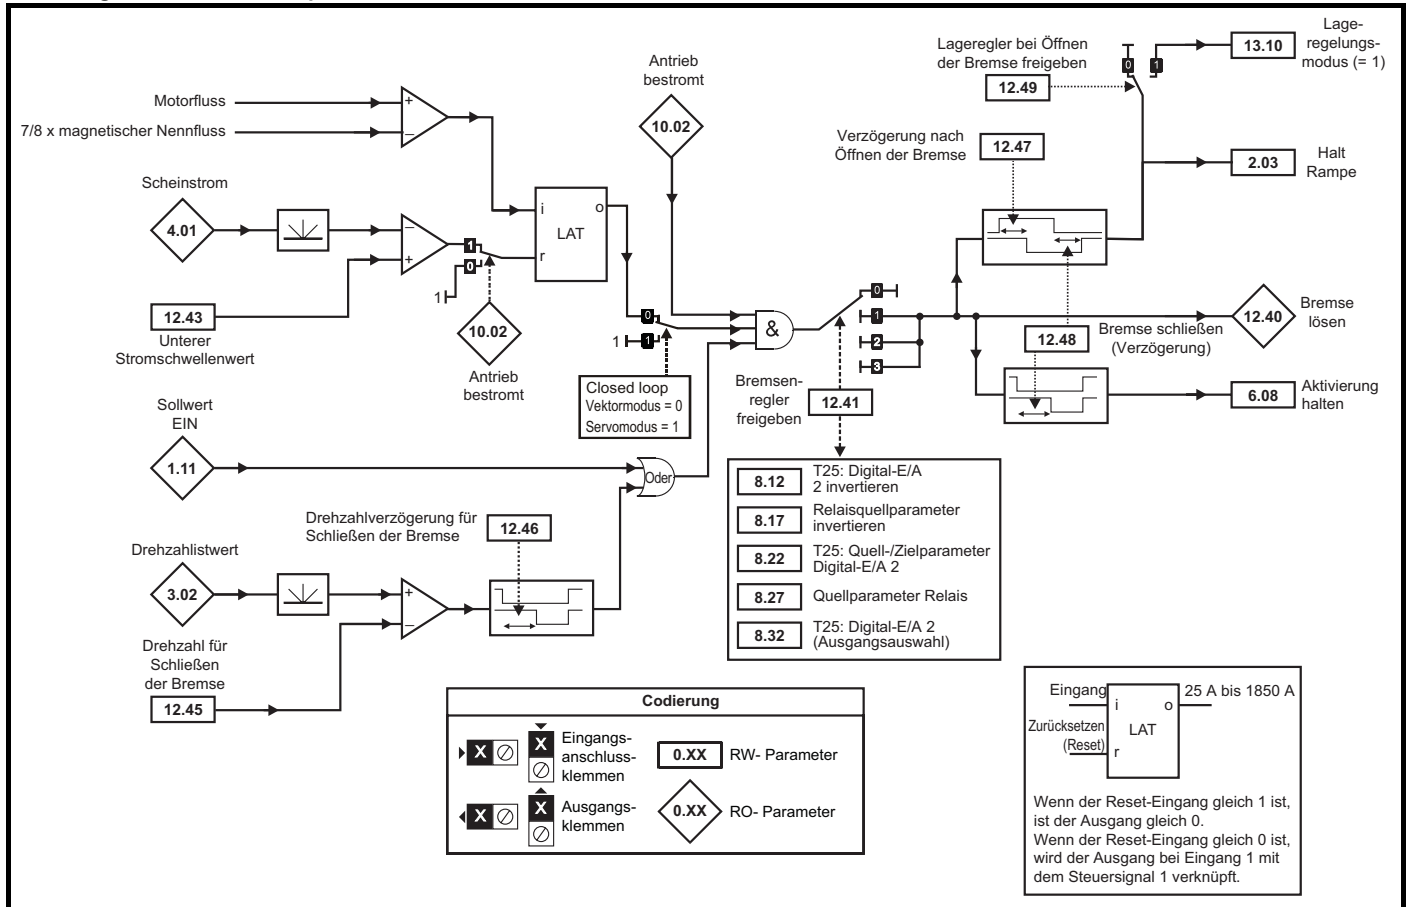 Lageregler bei Öffnen
der Bremse freigeben
12.49
0
1
13.10
Lage-
regelungs-
modus (= 1)
Antrieb
bestromt
10.02
Motorfluss
7/8 x magnetischer Nennfluss
+
–
Verzögerung nach
Öffnen der Bremse
12.47
2.03
Halt
Rampe
Scheinstrom
4.01
–
+
1
0
1
i
o
LAT
r
12.43
Unterer
Stromschwellenwert
10.02
Antrieb
bestromt
0
1
1
Closed loop
Vektormodus = 0
Servomodus = 1
&
0
1
2
3
Bremsen-
regler
freigeben
12.41
12.48
Bremse schließen
(Verzögerung)
12.40
Bremse
lösen
6.08
Aktivierung
halten
Sollwert
EIN
1.11
Oder
Drehzahlverzögerung für
Schließen der Bremse
12.46
Drehzahlistwert
3.02
+
–
Drehzahl für
Schließen
der Bremse
12.45
8.12
T25: Digital-E/A
2 invertieren
8.17
Relaisquellparameter
invertieren
8.22
T25: Quell-/Zielparameter
Digital-E/A 2
8.27
Quellparameter Relais
8.32
T25: Digital-E/A 2
(Ausgangsauswahl)
Codierung
X
X
Eingangs-
anschluss-
klemmen
0.XX
RW- Parameter
X
X
Ausgangs-
klemmen
0.XX
RO- Parameter
Eingang
i
o
25 A bis 1850 A
Zurücksetzen
(Reset)
LAT
r
Wenn der Reset-Eingang gleich 1 ist,
ist der Ausgang gleich 0.
Wenn der Reset-Eingang gleich 0 ist,
wird der Ausgang bei Eingang 1 mit
dem Steuersignal 1 verknüpft.